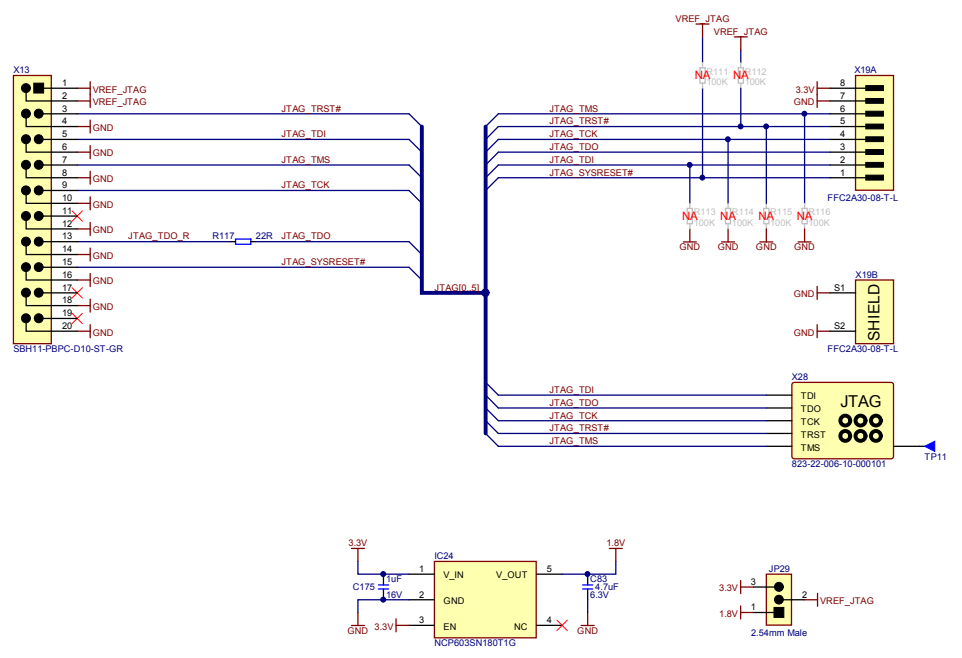 VREF_JTAG
VREF_JTAG
X13
1 VREF_JTAG
2 VREF_JTAG
3 JTAG_TRST#
4 GND
5 JTAG_TDI
6 GND
7 JTAG_TMS
8 GND
9 JTAG_TCK
10 GND
11
12 GND
13 JTAG_TDO_R R117 22R JTAG_TDO
14 GND
15 JTAG_SYSRESET#
16 GND
17
18 GND
19
20 GND
SBH11-PBPC-D10-ST-GR
JTAG[0..5]
NA R111 100K
NA R112 100K
X19A
3.3V 8
GND 7
JTAG_TMS 6
JTAG_TRST# 5
JTAG_TCK 4
JTAG_TDO 3
JTAG_TDI 2
JTAG_SYSRESET# 1
FFC2A30-08-T-L
NA R113 100K
NA R114 100K
NA R115 100K
NA R116 100K
GND GND GND GND
X19B
GND S1
SHIELD
GND S2
FFC2A30-08-T-L
X28
JTAG
JTAG_TDI TDI
JTAG_TDO TDO
JTAG_TCK TCK
JTAG_TRST# TRST
JTAG_TMS TMS
TP11
823-22-006-10-000101
3.3V
1.8V
IC24
C175 1uF 16V
1 V_IN V_OUT 5
C83 4.7uF 6.3V
2 GND
GND 3.3V 3 EN NC 4 GND
NCP603SN180T1G
JP29
3.3V 3
2 VREF_JTAG
1.8V 1
2.54mm Male